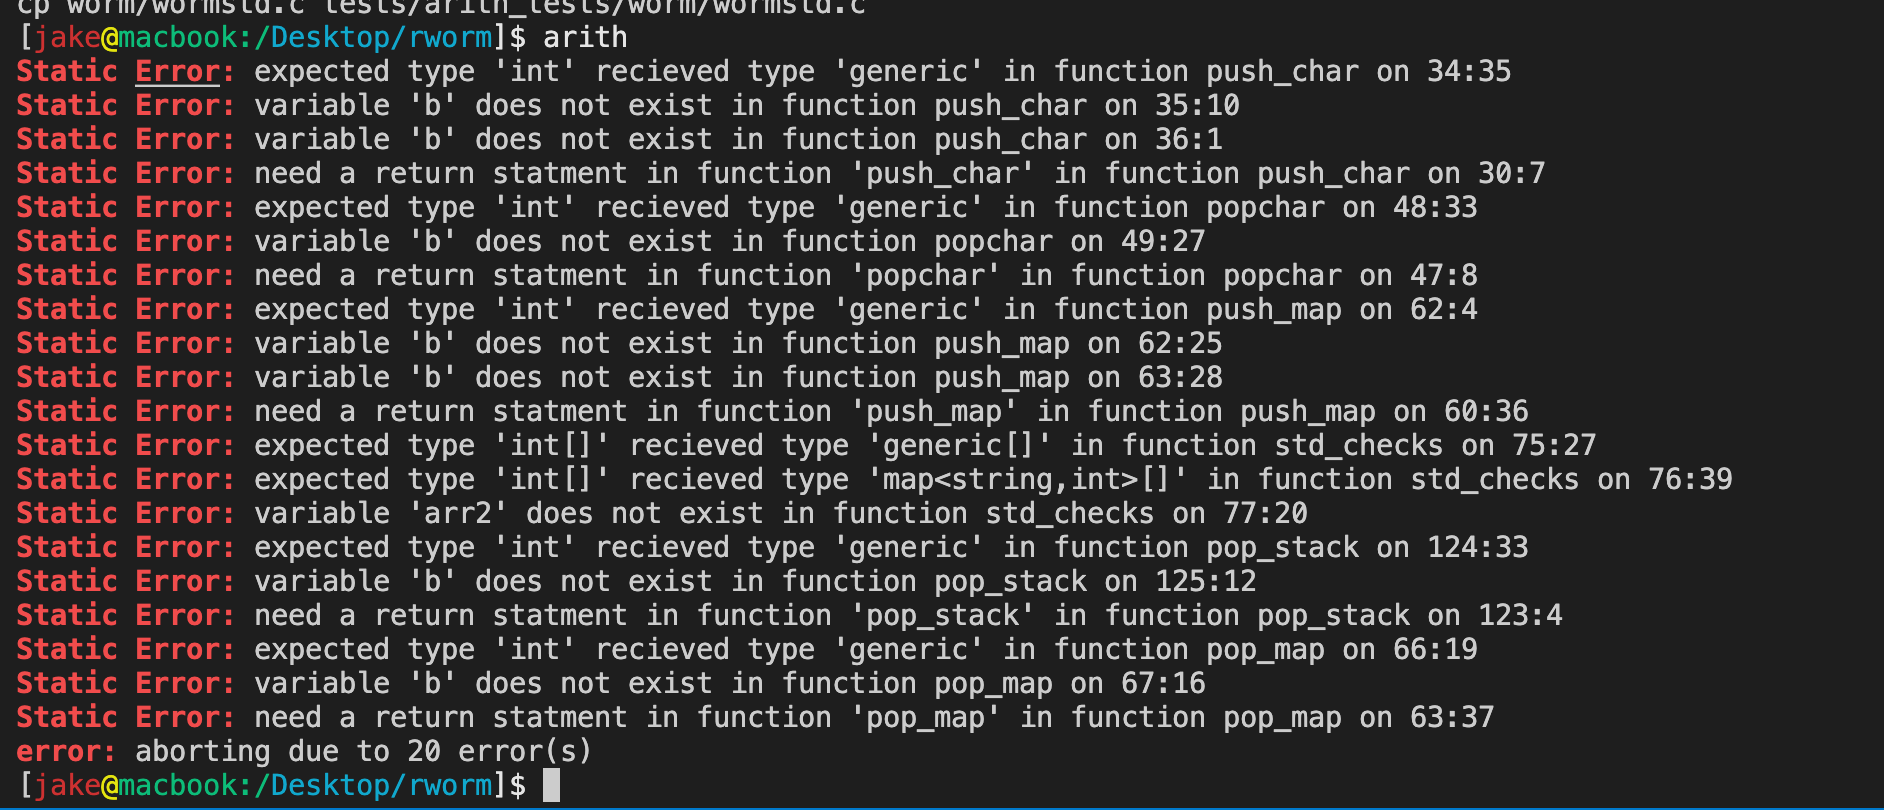 cp worm/wormstd.c tests/arith_tests/worm/wormstd.c
[jake@macbook:/Desktop/rworm]$ arith
Static Error: expected type 'int' recieved type 'generic' in function push_char on 34:35
Static Error: variable 'b' does not exist in function push_char on 35:10
Static Error: variable 'b' does not exist in function push_char on 36:1
Static Error: need a return statment in function 'push_char' in function push_char on 30:7
Static Error: expected type 'int' recieved type 'generic' in function popchar on 48:33
Static Error: variable 'b' does not exist in function popchar on 49:27
Static Error: need a return statment in function 'popchar' in function popchar on 47:8
Static Error: expected type 'int' recieved type 'generic' in function push_map on 62:4
Static Error: variable 'b' does not exist in function push_map on 62:25
Static Error: variable 'b' does not exist in function push_map on 63:28
Static Error: need a return statment in function 'push_map' in function push_map on 60:36
Static Error: expected type 'int[]' recieved type 'generic[]' in function std_checks on 75:27
Static Error: expected type 'int[]' recieved type 'map<string,int>[]' in function std_checks on 76:39
Static Error: variable 'arr2' does not exist in function std_checks on 77:20
Static Error: expected type 'int' recieved type 'generic' in function pop_stack on 124:33
Static Error: variable 'b' does not exist in function pop_stack on 125:12
Static Error: need a return statment in function 'pop_stack' in function pop_stack on 123:4
Static Error: expected type 'int' recieved type 'generic' in function pop_map on 66:19
Static Error: variable 'b' does not exist in function pop_map on 67:16
Static Error: need a return statment in function 'pop_map' in function pop_map on 63:37
error: aborting due to 20 error(s)
[jake@macbook:/Desktop/rworm]$